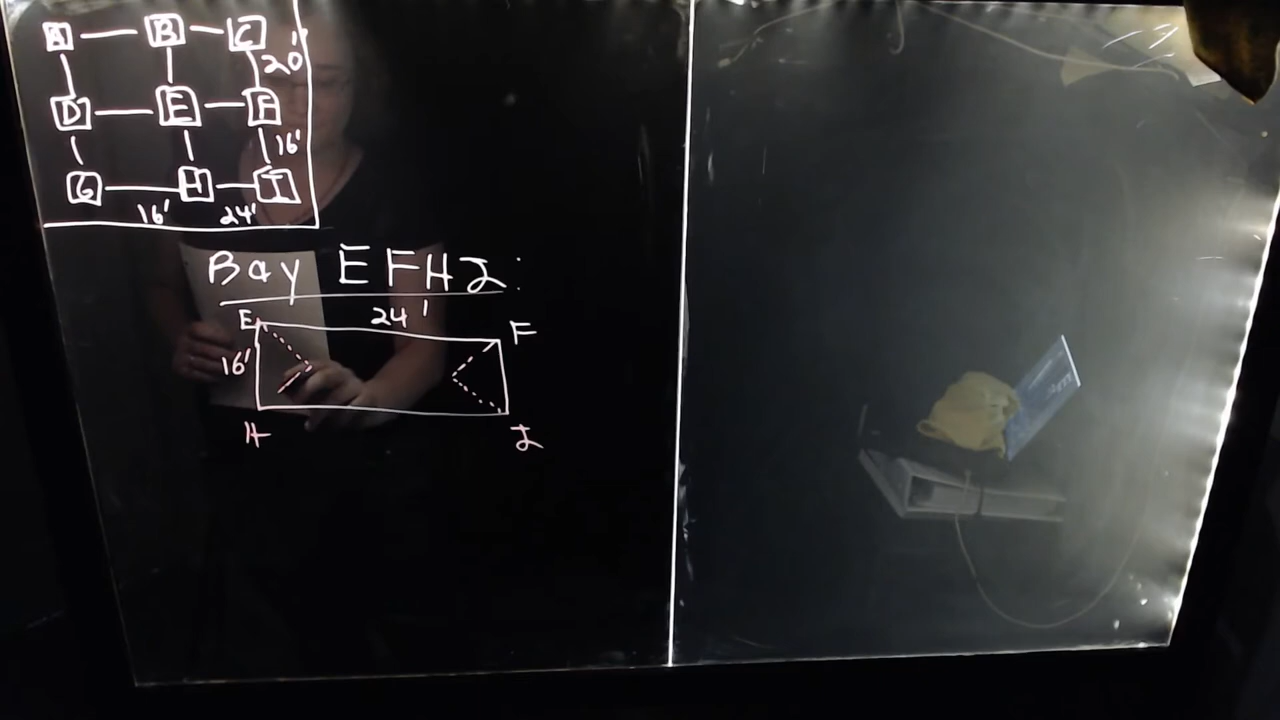 A B C
20'
D E F
16'
G H I
16' 24'
Bay EFHI:
24'
E F
16'
H I